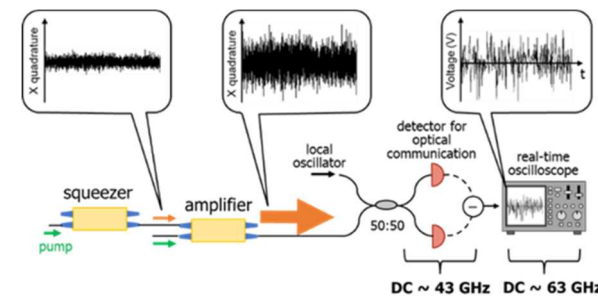 X quadrature
X quadrature
Voltage (V)
t
squeezer
pump
amplifier
local
oscillator
50:50
detector for
optical
communication
−
real-time
oscilloscope
DC ~ 43 GHz
DC ~ 63 GHz